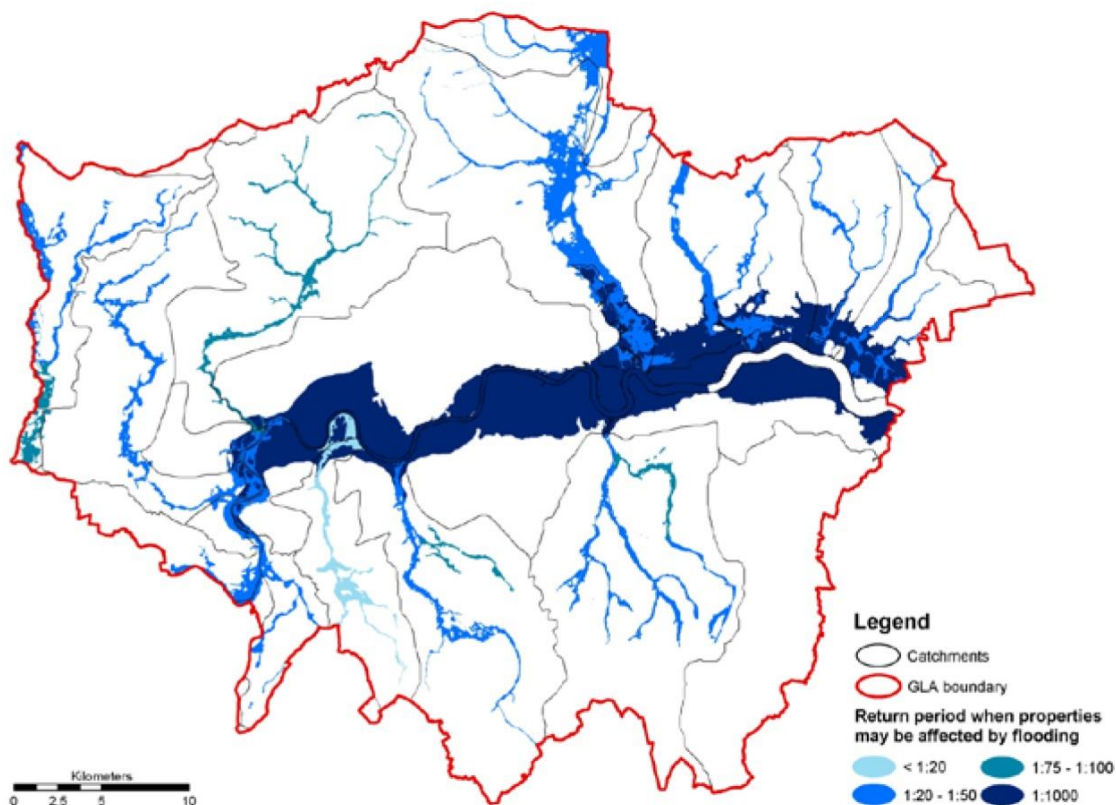 Legend
Catchments
GLA boundary
Return period when properties
may be affected by flooding
< 1:20
1:75 - 1:100
1:20 - 1:50
1:1000
Kilometers
0 2.5 5 10